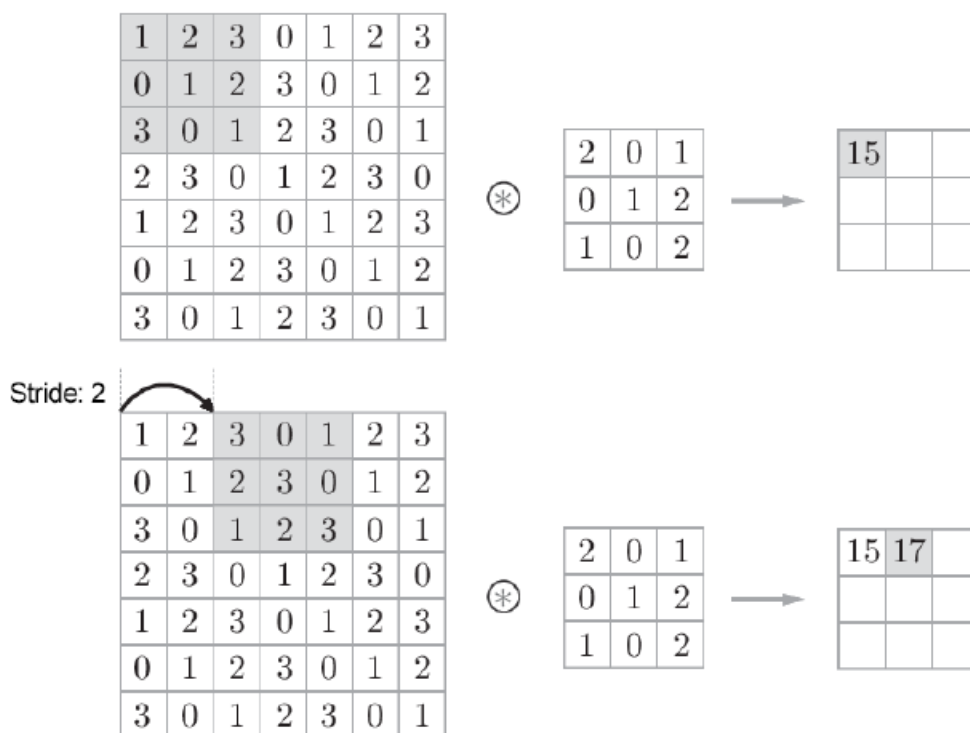 1 2 3 0 1 2 3
0 1 2 3 0 1 2
3 0 1 2 3 0 1
2 3 0 1 2 3 0
1 2 3 0 1 2 3
0 1 2 3 0 1 2
3 0 1 2 3 0 1
2 0 1
0 1 2
1 0 2
15
Stride: 2
1 2 3 0 1 2 3
0 1 2 3 0 1 2
3 0 1 2 3 0 1
2 3 0 1 2 3 0
1 2 3 0 1 2 3
0 1 2 3 0 1 2
3 0 1 2 3 0 1
2 0 1
0 1 2
1 0 2
15 17